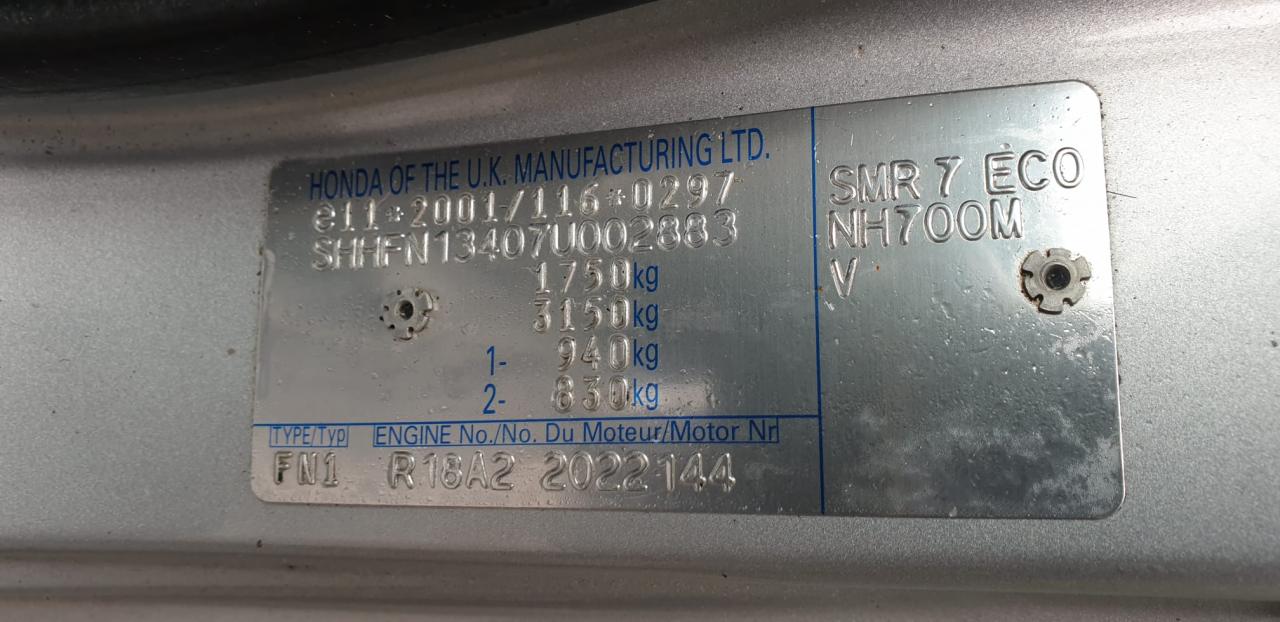 HONDA OF THE U.K. MANUFACTURING LTD.
e11*2001/116*0297
SHHFN13407U002883
1750kg
3150kg
1- 940kg
2- 830kg
TYPE/Typ ENGINE No./No. Du Moteur/Motor Nr
FN1 R18A2 2022144
SMR 7 ECO
NH700M
V